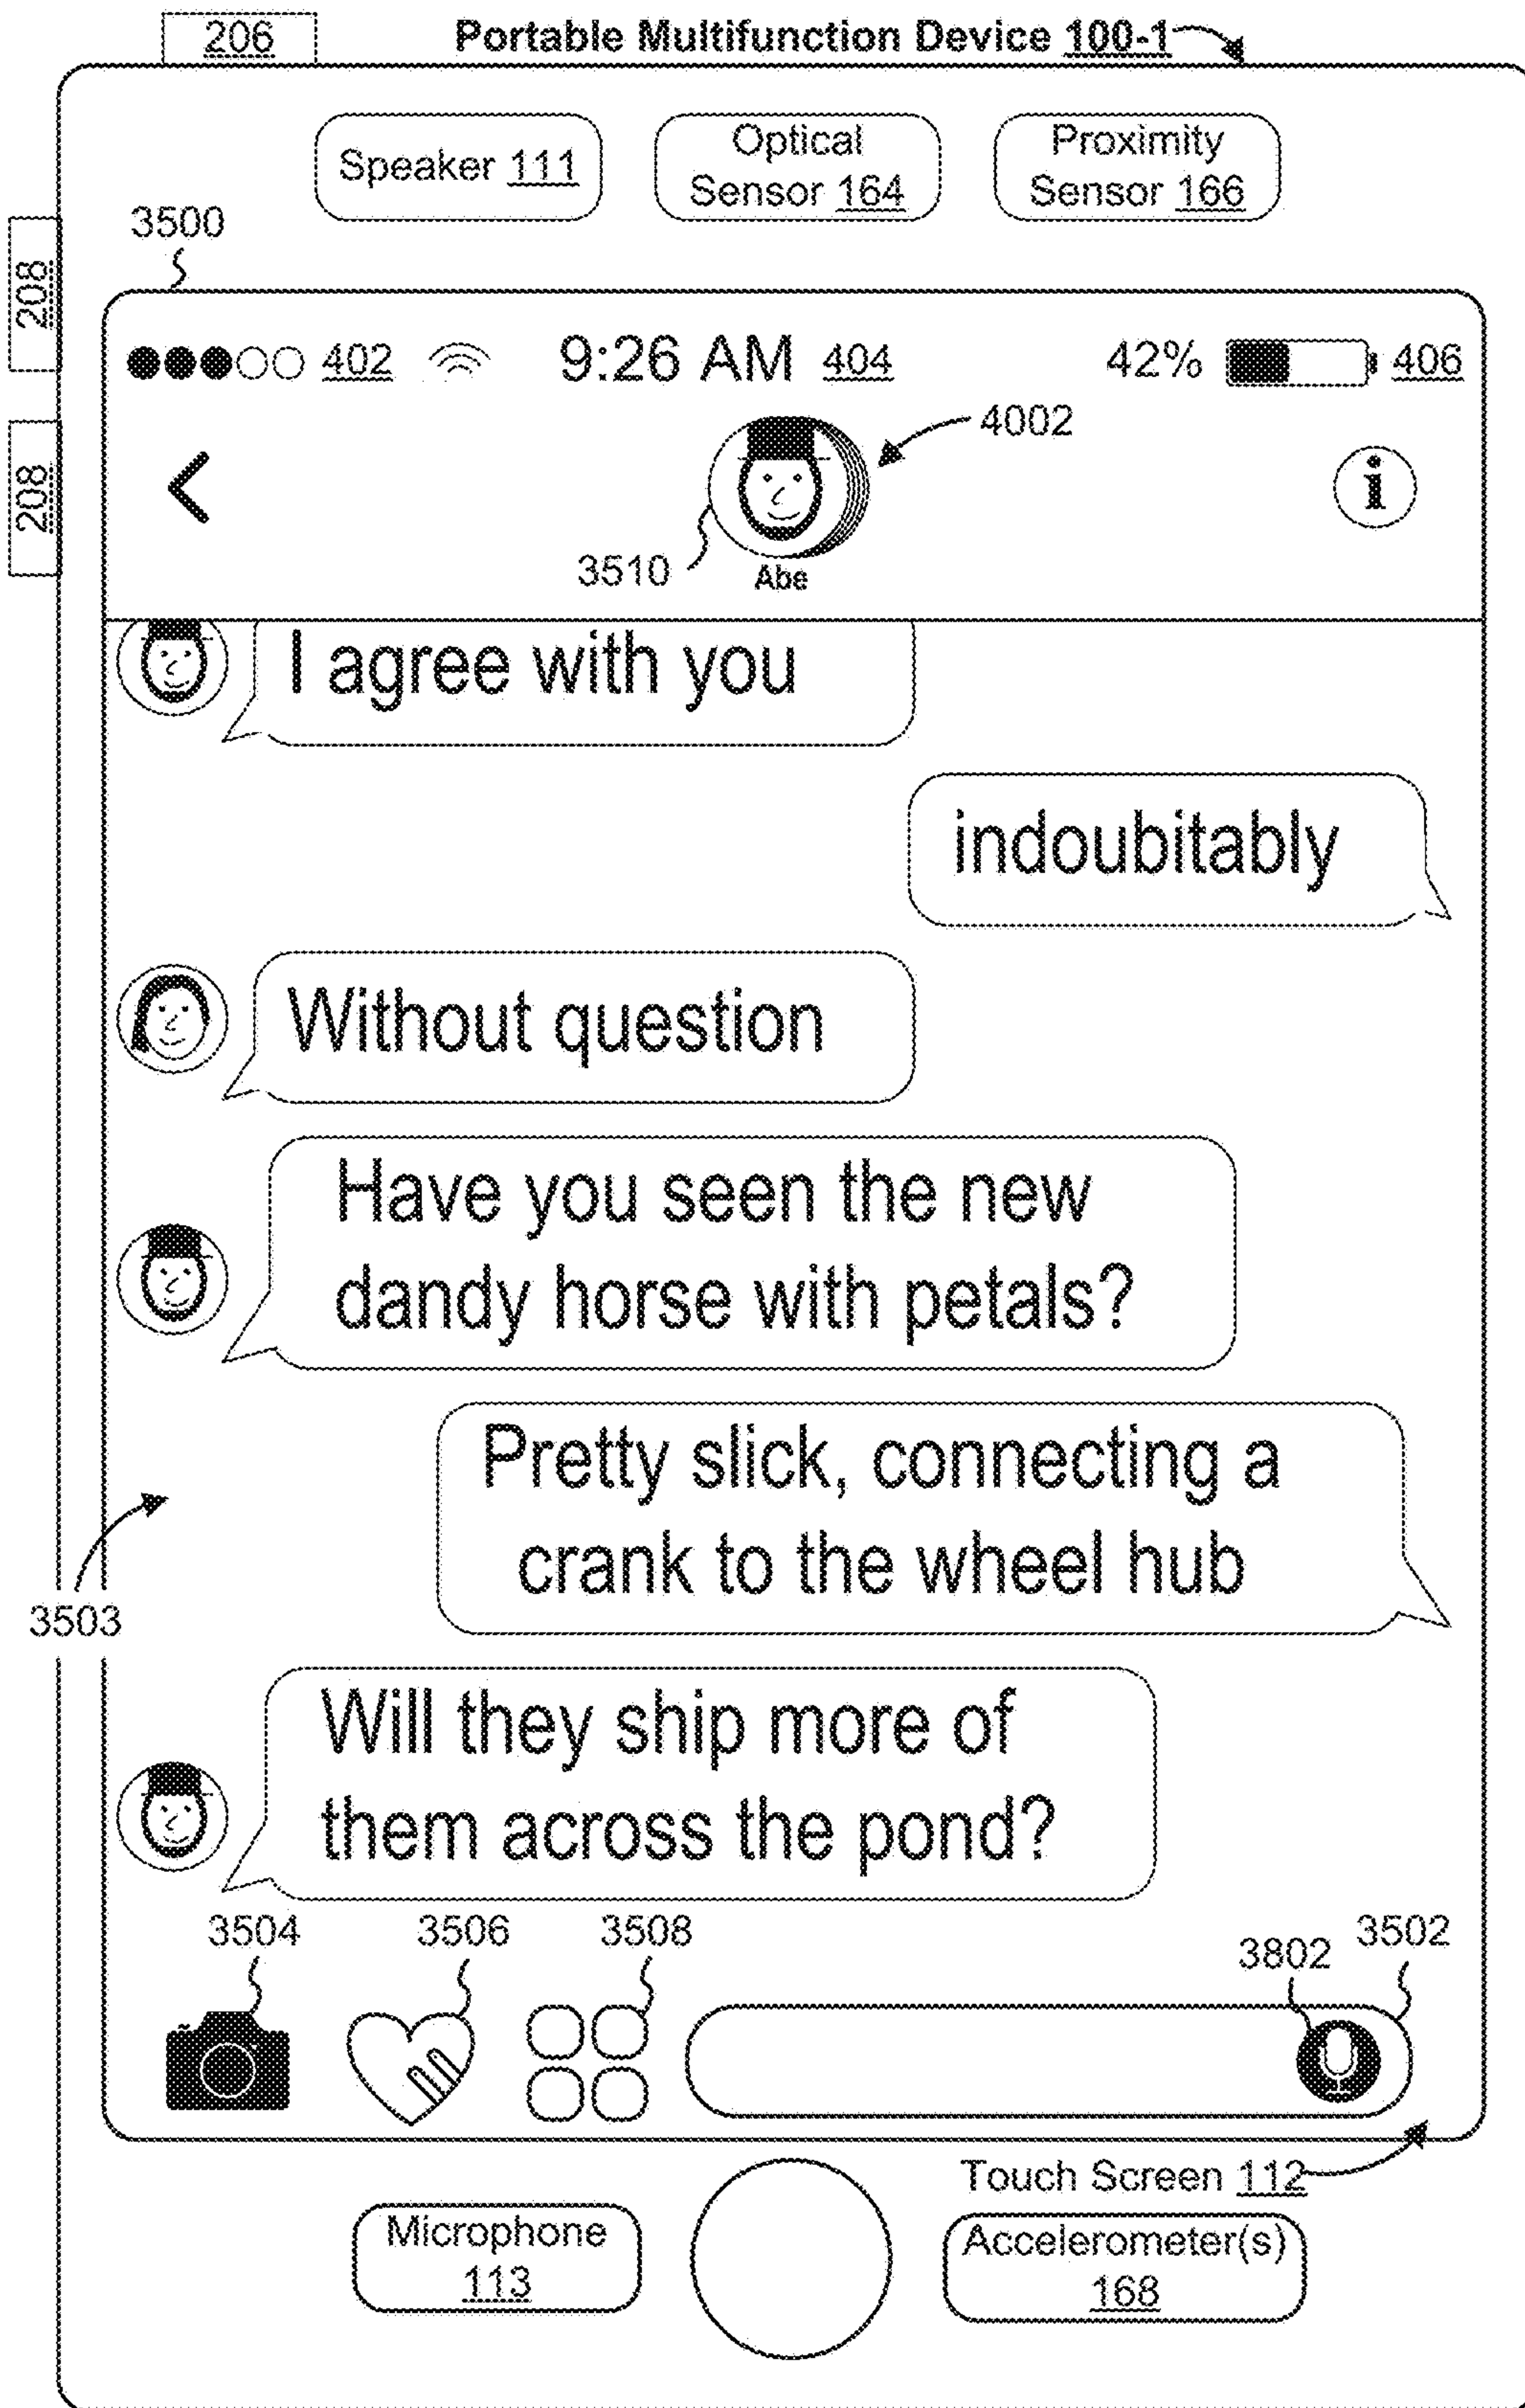 206
Portable Multifunction Device 100-1
Speaker 111
Optical
Sensor 164
Proximity
Sensor 166
3500
208
208
402
9:26 AM 404
42%
406
4002
i
3510
Abe
I agree with you
indoubitably
Without question
Have you seen the new
dandy horse with petals?
Pretty slick, connecting a
crank to the wheel hub
3503
Will they ship more of
them across the pond?
3504
3506
3508
3802
3502
Touch Screen 112
Microphone
113
Accelerometer(s)
168